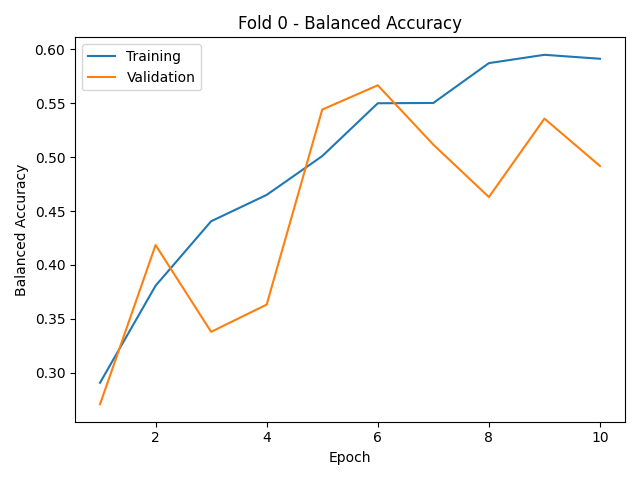 Fold 0 - Balanced Accuracy
Training
Validation
0.60
0.55
0.50
0.45
0.40
0.35
0.30
Balanced Accuracy
2 4 6 8 10
Epoch